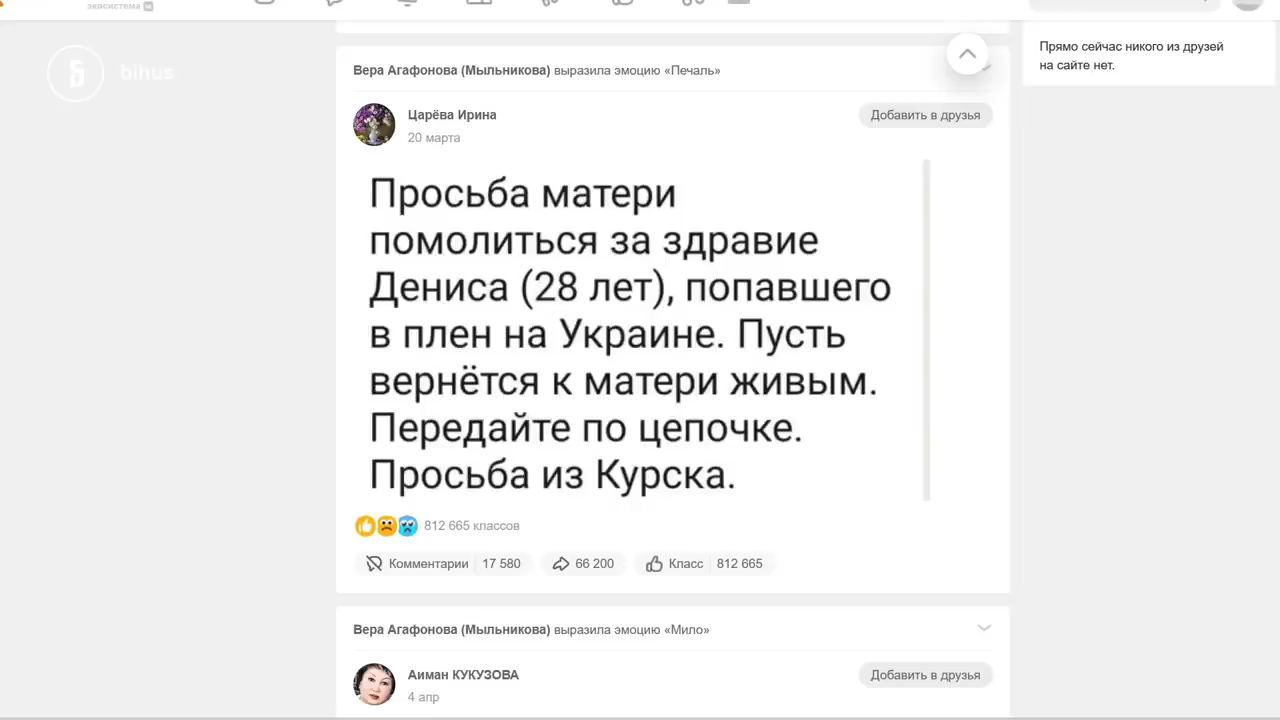 экосистема
bihus
Прямо сейчас никого из друзей
на сайте нет.
Вера Агафонова (Мыльникова) выразила эмоцию «Печаль»
Царёва Ирина
20 марта
Добавить в друзья
Просьба матери
помолиться за здравие
Дениса (28 лет), попавшего
в плен на Украине. Пусть
вернётся к матери живым.
Передайте по цепочке.
Просьба из Курска.
812 665 классов
Комментарии 17 580 66 200 Класс 812 665
Вера Агафонова (Мыльникова) выразила эмоцию «Мило»
Аиман КУКУЗОВА
4 апр
Добавить в друзья